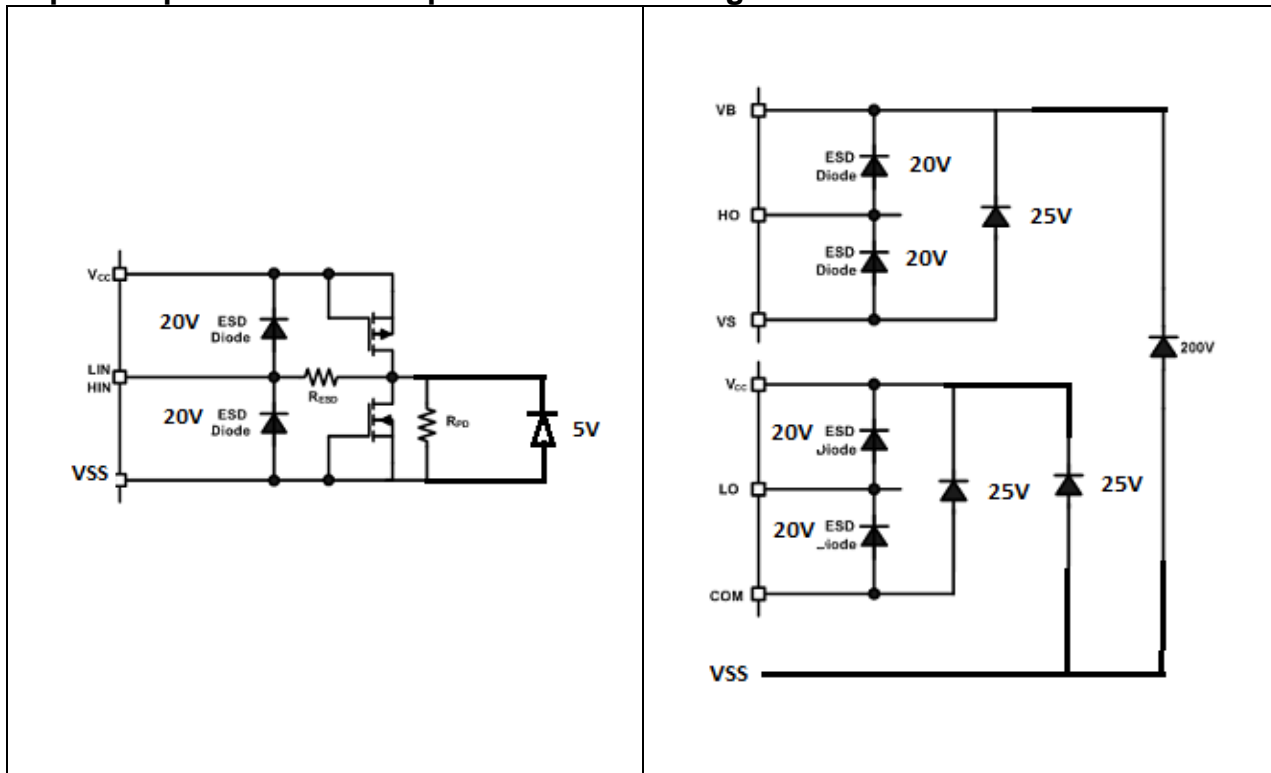 VCC
20V ESD
Diode
LIN
HIN
RESD
20V ESD
Diode
RPD
5V
VSS
VB
ESD
Diode 20V
25V
HO
ESD
Diode 20V
VS
200V
VCC
20V ESD
25V
25V
LO
20V ESD
COM
VSS